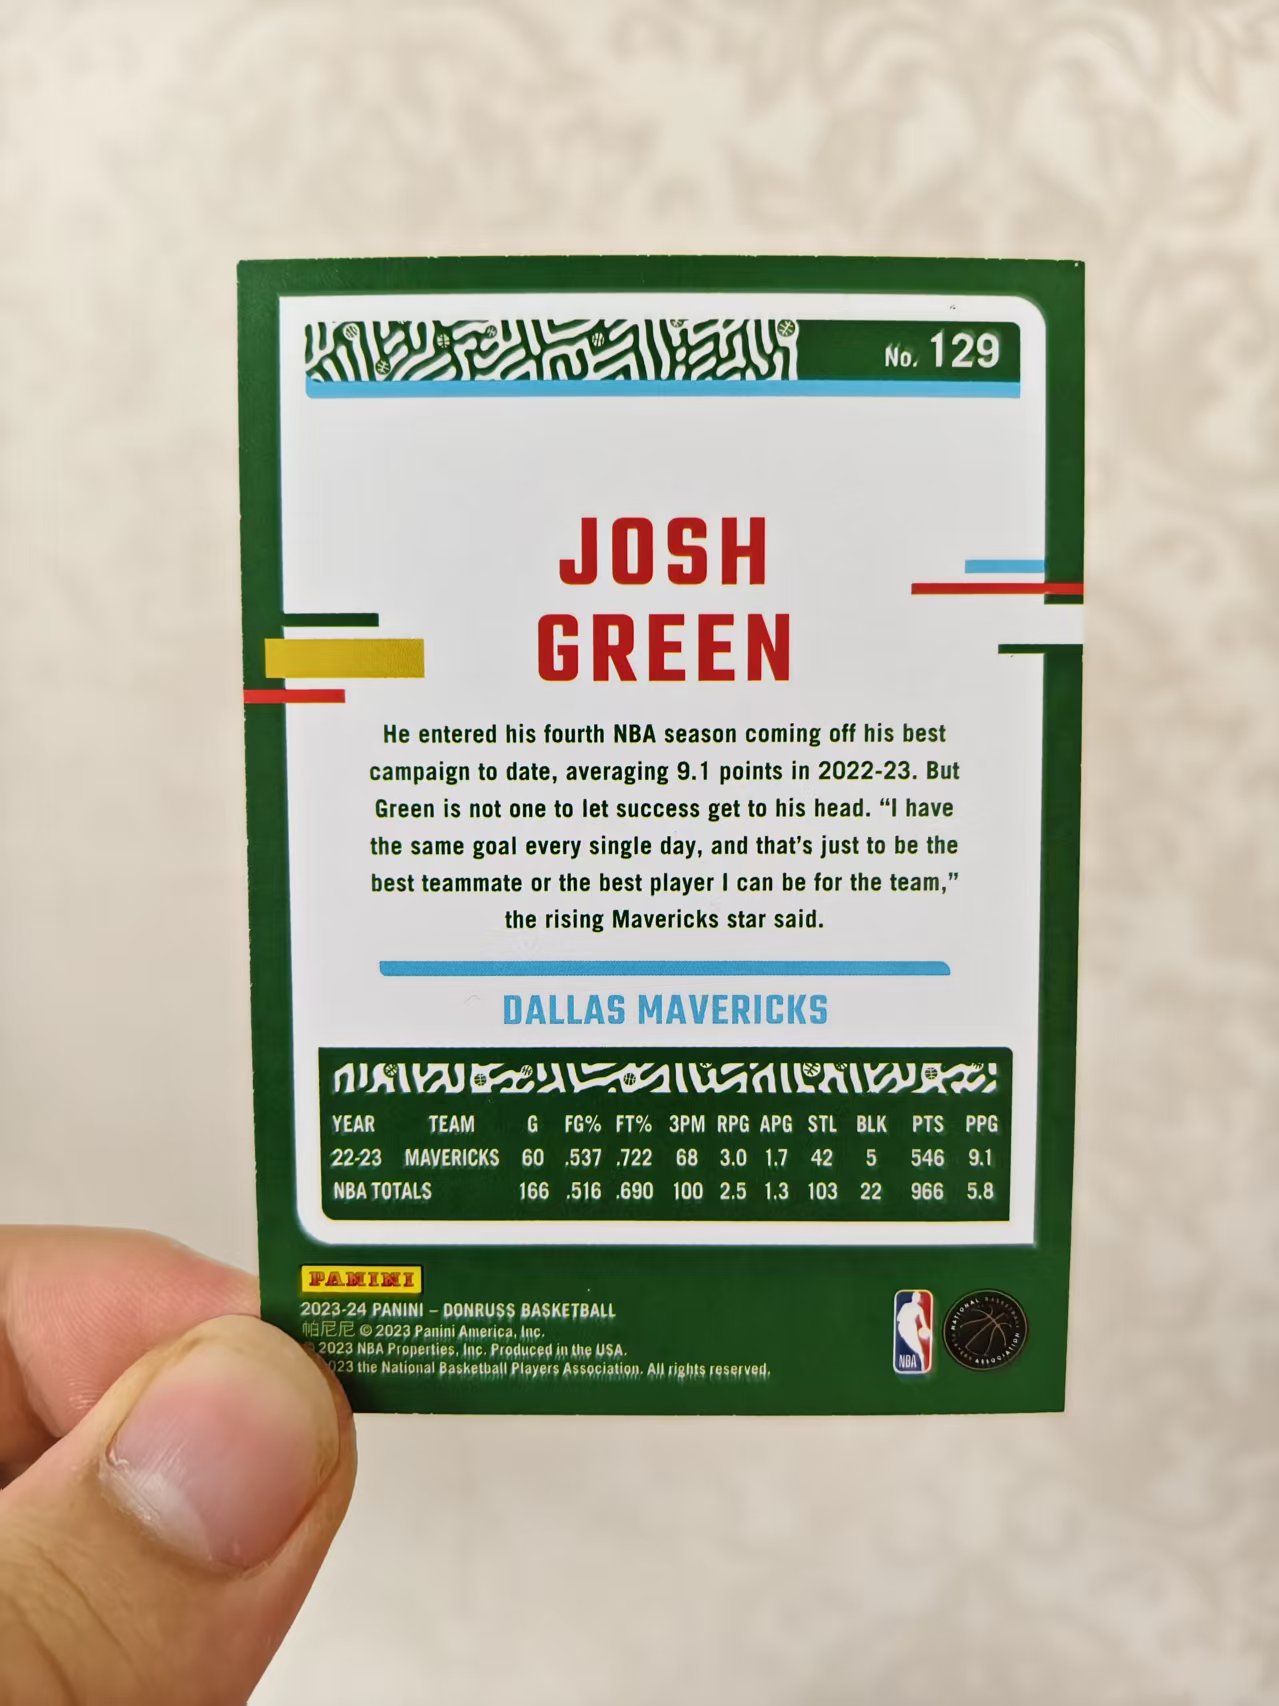 No. 129
JOSH
GREEN
He entered his fourth NBA season coming off his best
campaign to date, averaging 9.1 points in 2022-23. But
Green is not one to let success get to his head. “I have
the same goal every single day, and that’s just to be the
best teammate or the best player I can be for the team,”
the rising Mavericks star said.
DALLAS MAVERICKS
YEAR TEAM G FG% FT% 3PM RPG APG STL BLK PTS PPG
22-23 MAVERICKS 60 .537 .722 68 3.0 1.7 42 5 546 9.1
NBA TOTALS 166 .516 .690 100 2.5 1.3 103 22 966 5.8
PANINI
2023-24 PANINI – DONRUSS BASKETBALL
帕尼尼 © 2023 Panini America, Inc.
© 2023 NBA Properties, Inc. Produced in the USA.
023 the National Basketball Players Association. All rights reserved.
NBA
NATIONAL BASKETBALL
PLAYERS ASSOCIATION